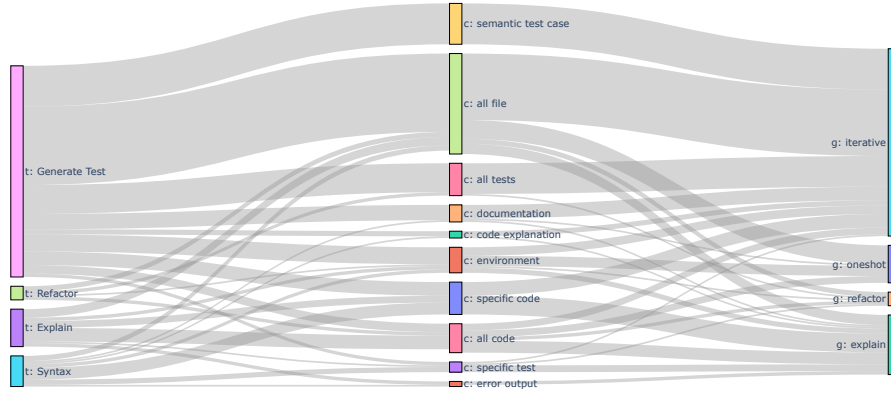 t: Generate Test
t: Refactor
t: Explain
t: Syntax
c: semantic test case
c: all file
c: all tests
c: documentation
c: code explanation
c: environment
c: specific code
c: all code
c: specific test
c: error output
g: iterative
g: oneshot
g: refactor
g: explain